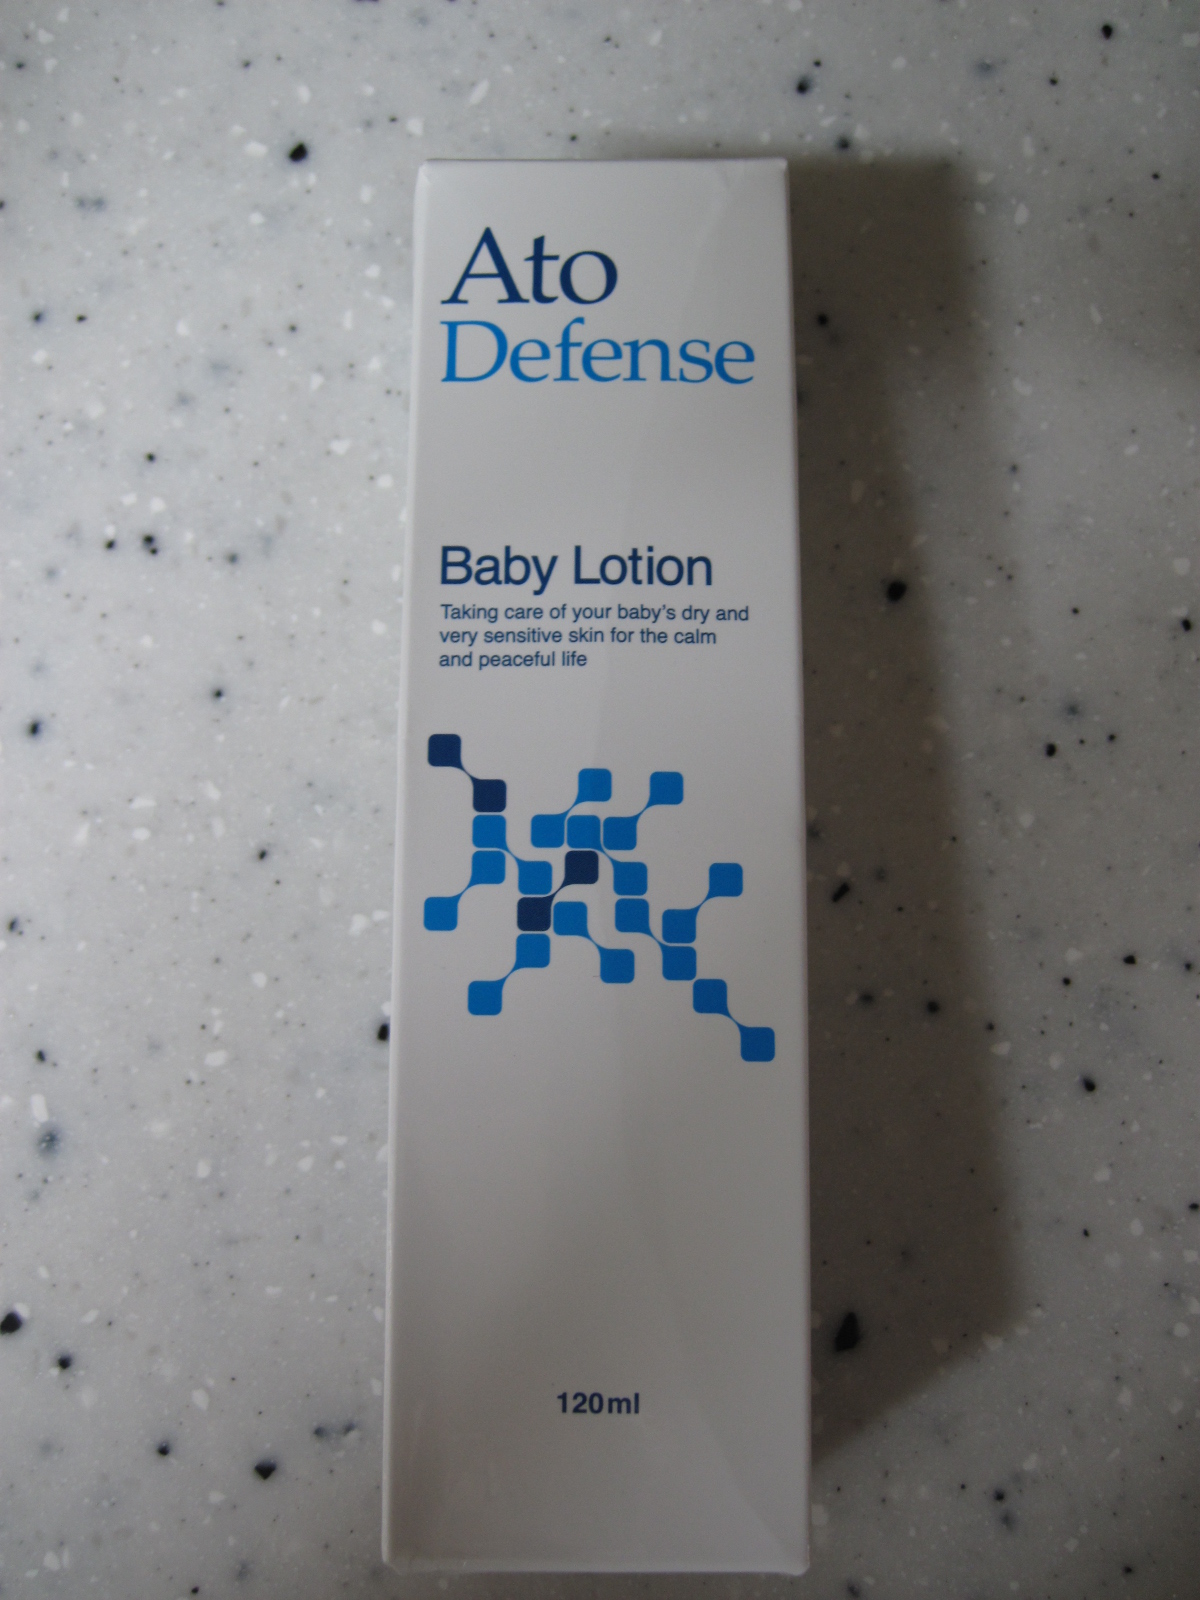 Ato
Defense
Baby Lotion
Taking care of your baby's dry and
very sensitive skin for the calm
and peaceful life
120ml